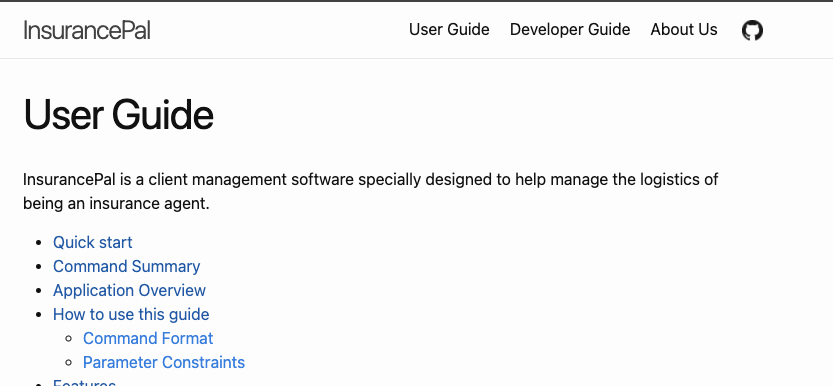 InsurancePal
User Guide
Developer Guide
About Us
User Guide
InsurancePal is a client management software specially designed to help manage the logistics of
being an insurance agent.
Quick start
Command Summary
Application Overview
How to use this guide
Command Format
Parameter Constraints
Features